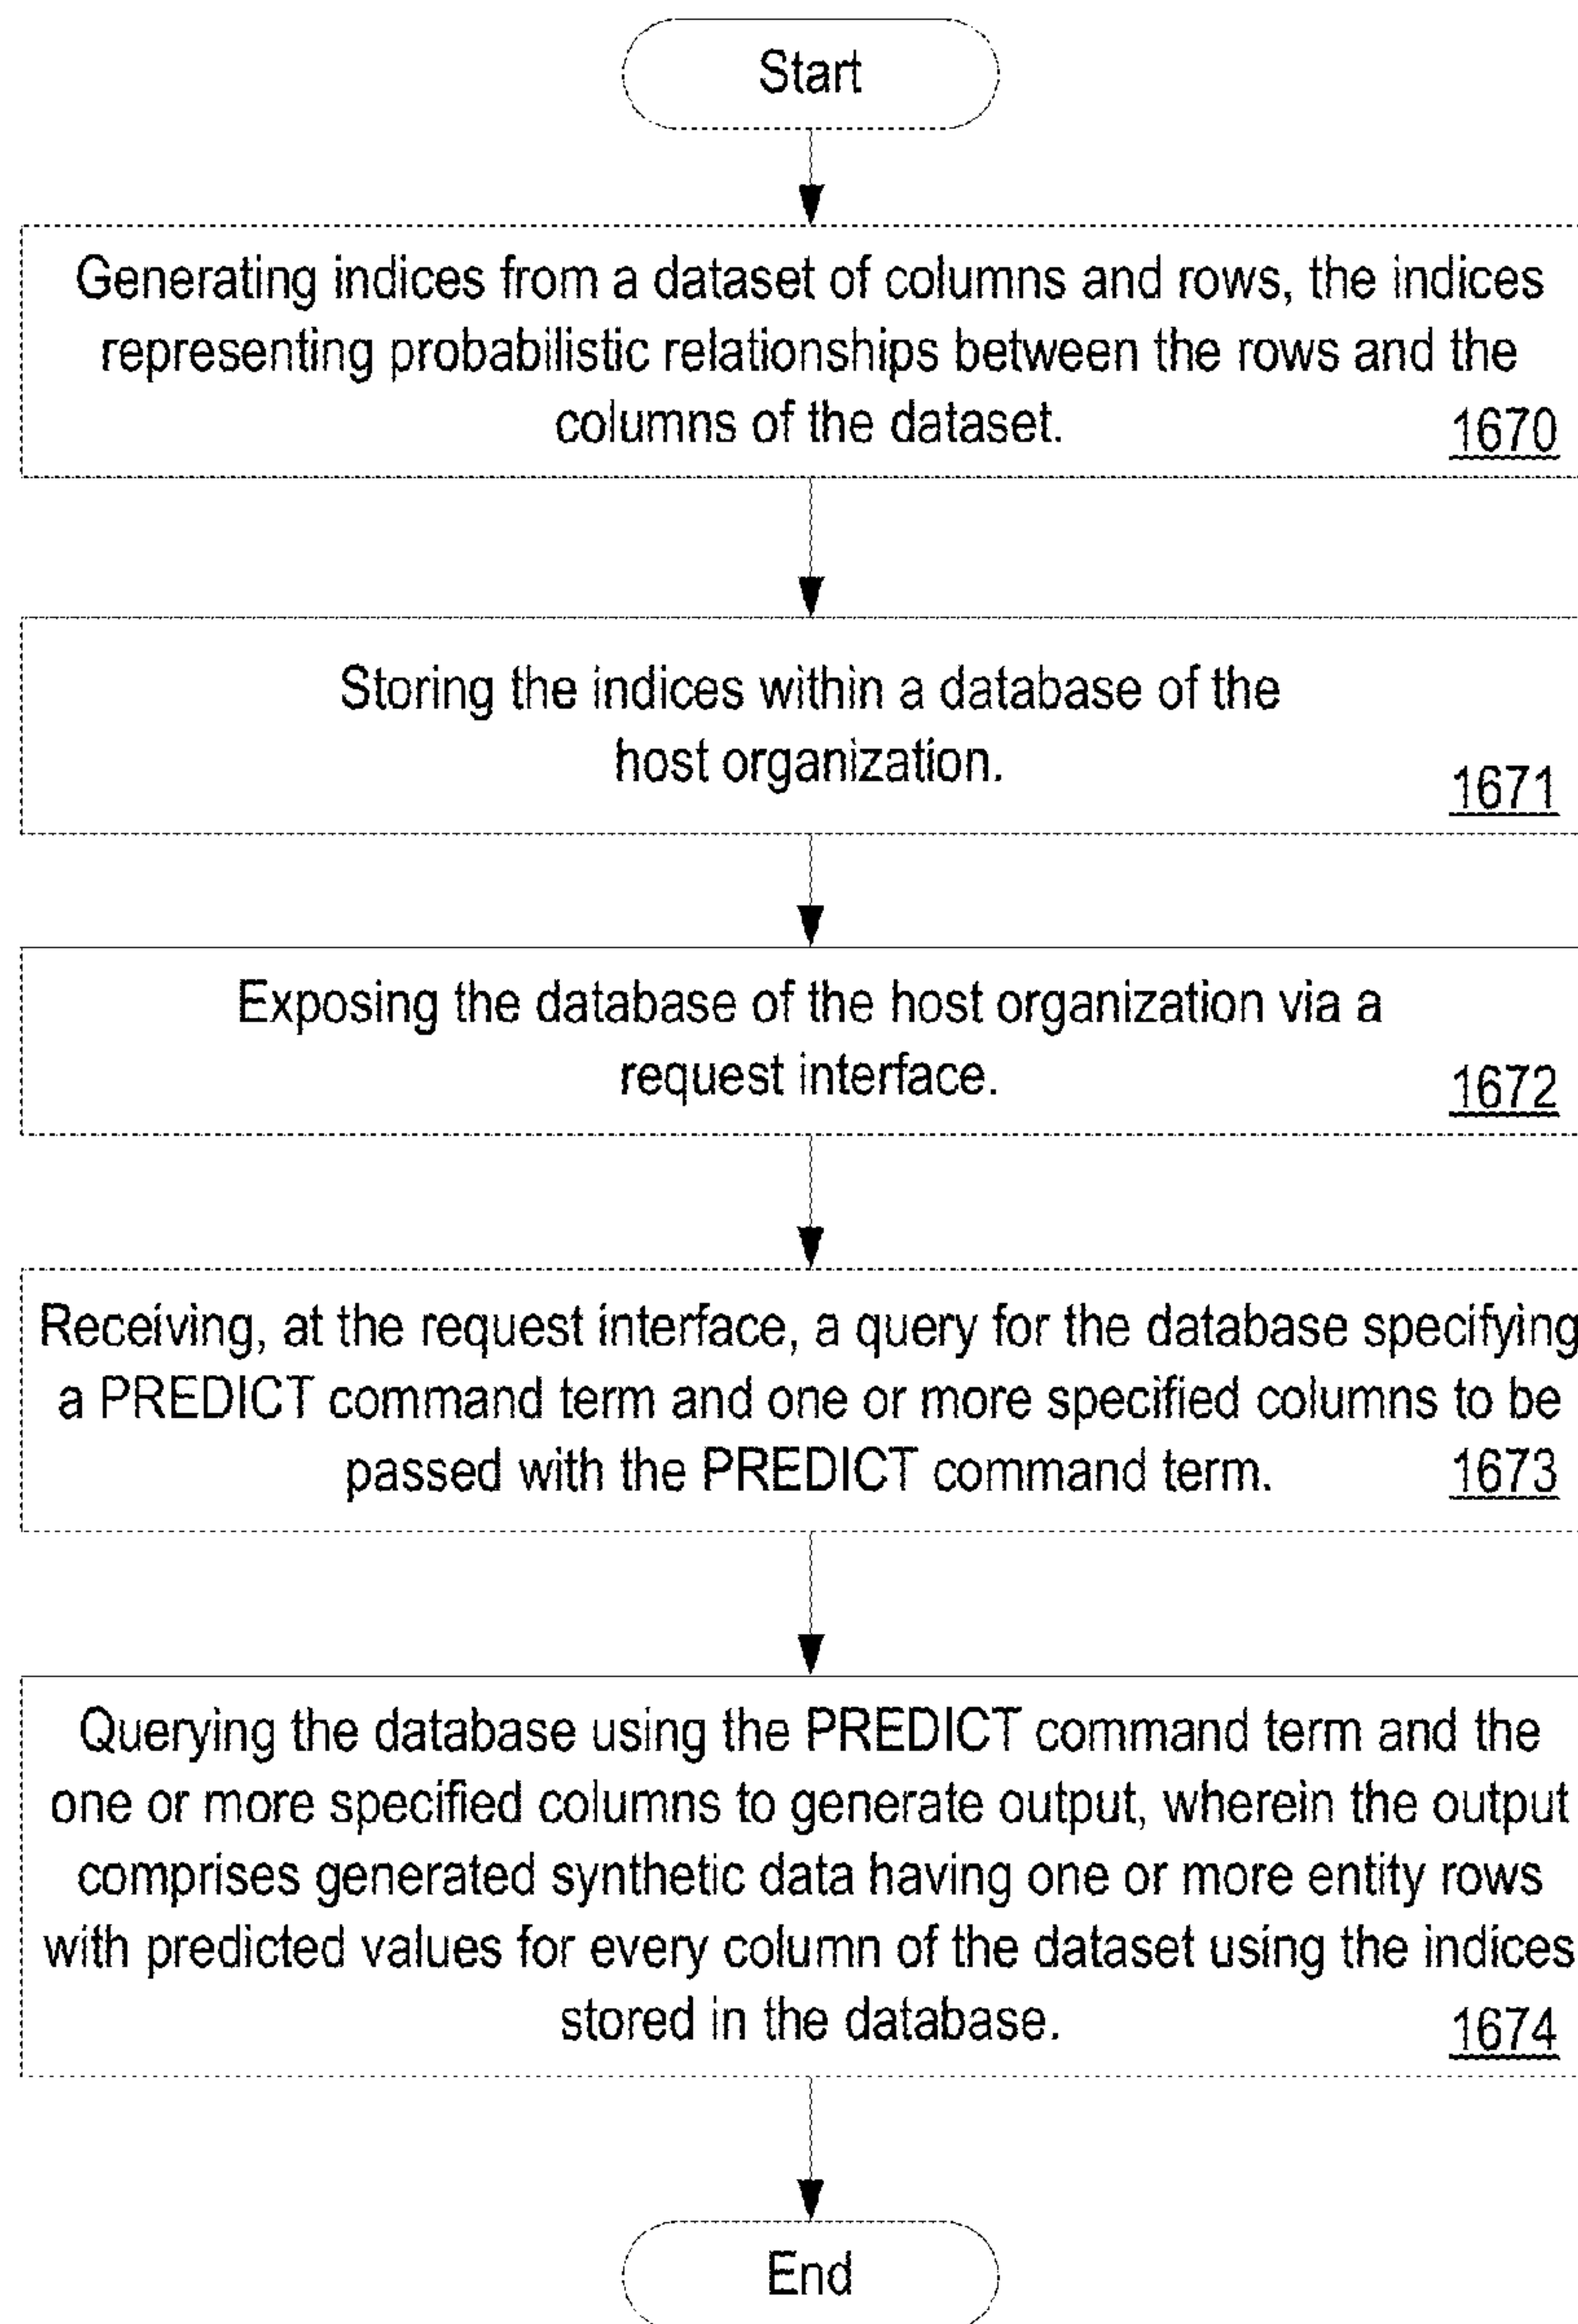 Start
Generating indices from a dataset of columns and rows, the indices
representing probabilistic relationships between the rows and the
columns of the dataset.
1670
Storing the indices within a database of the
host organization.
1671
Exposing the database of the host organization via a
request interface.
1672
Receiving, at the request interface, a query for the database specifying
a PREDICT command term and one or more specified columns to be
passed with the PREDICT command term.
1673
Querying the database using the PREDICT command term and the
one or more specified columns to generate output, wherein the output
comprises generated synthetic data having one or more entity rows
with predicted values for every column of the dataset using the indices
stored in the database.
1674
End